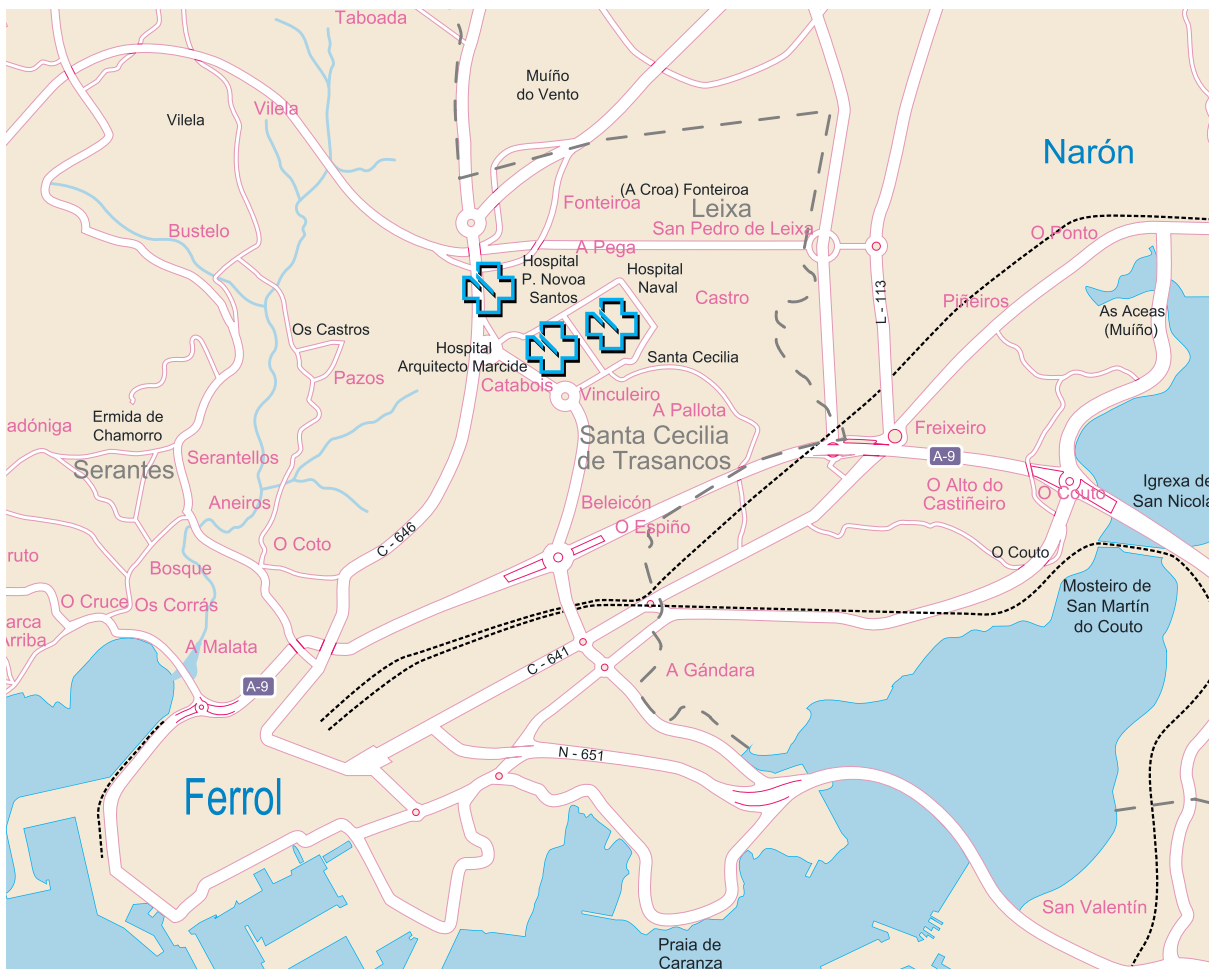 Taboada
Muíño
do Vento
Vilela
Vilela
Narón
(A Croa) Fonteiroa
Fonteiroa
Leixa
San Pedro de Leixa
Bustelo
O Ponto
A Pega
Hospital
P. Novoa
Santos
Hospital
Naval
Castro
L - 113
Piñeiros
As Aceas
(Muíño)
Os Castros
Hospital
Arquitecto Marcide
Santa Cecilia
Pazos
Catabois
Vinculeiro
A Pallota
Ermida de
Chamorro
adóniga
Freixeiro
Santa Cecilia
de Trasancos
Serantes
Serantellos
A-9
Aneiros
Beleicón
O Alto do
Castiñeiro
O Couto
Igrexa de
San Nicola
O Espiño
C - 646
O Coto
ruto
Bosque
O Couto
O Cruce
Os Corrás
Mosteiro de
San Martín
do Couto
arca
Arriba
A Malata
C - 641
A Gándara
A-9
N - 651
Ferrol
San Valentín
Praia de
Caranza